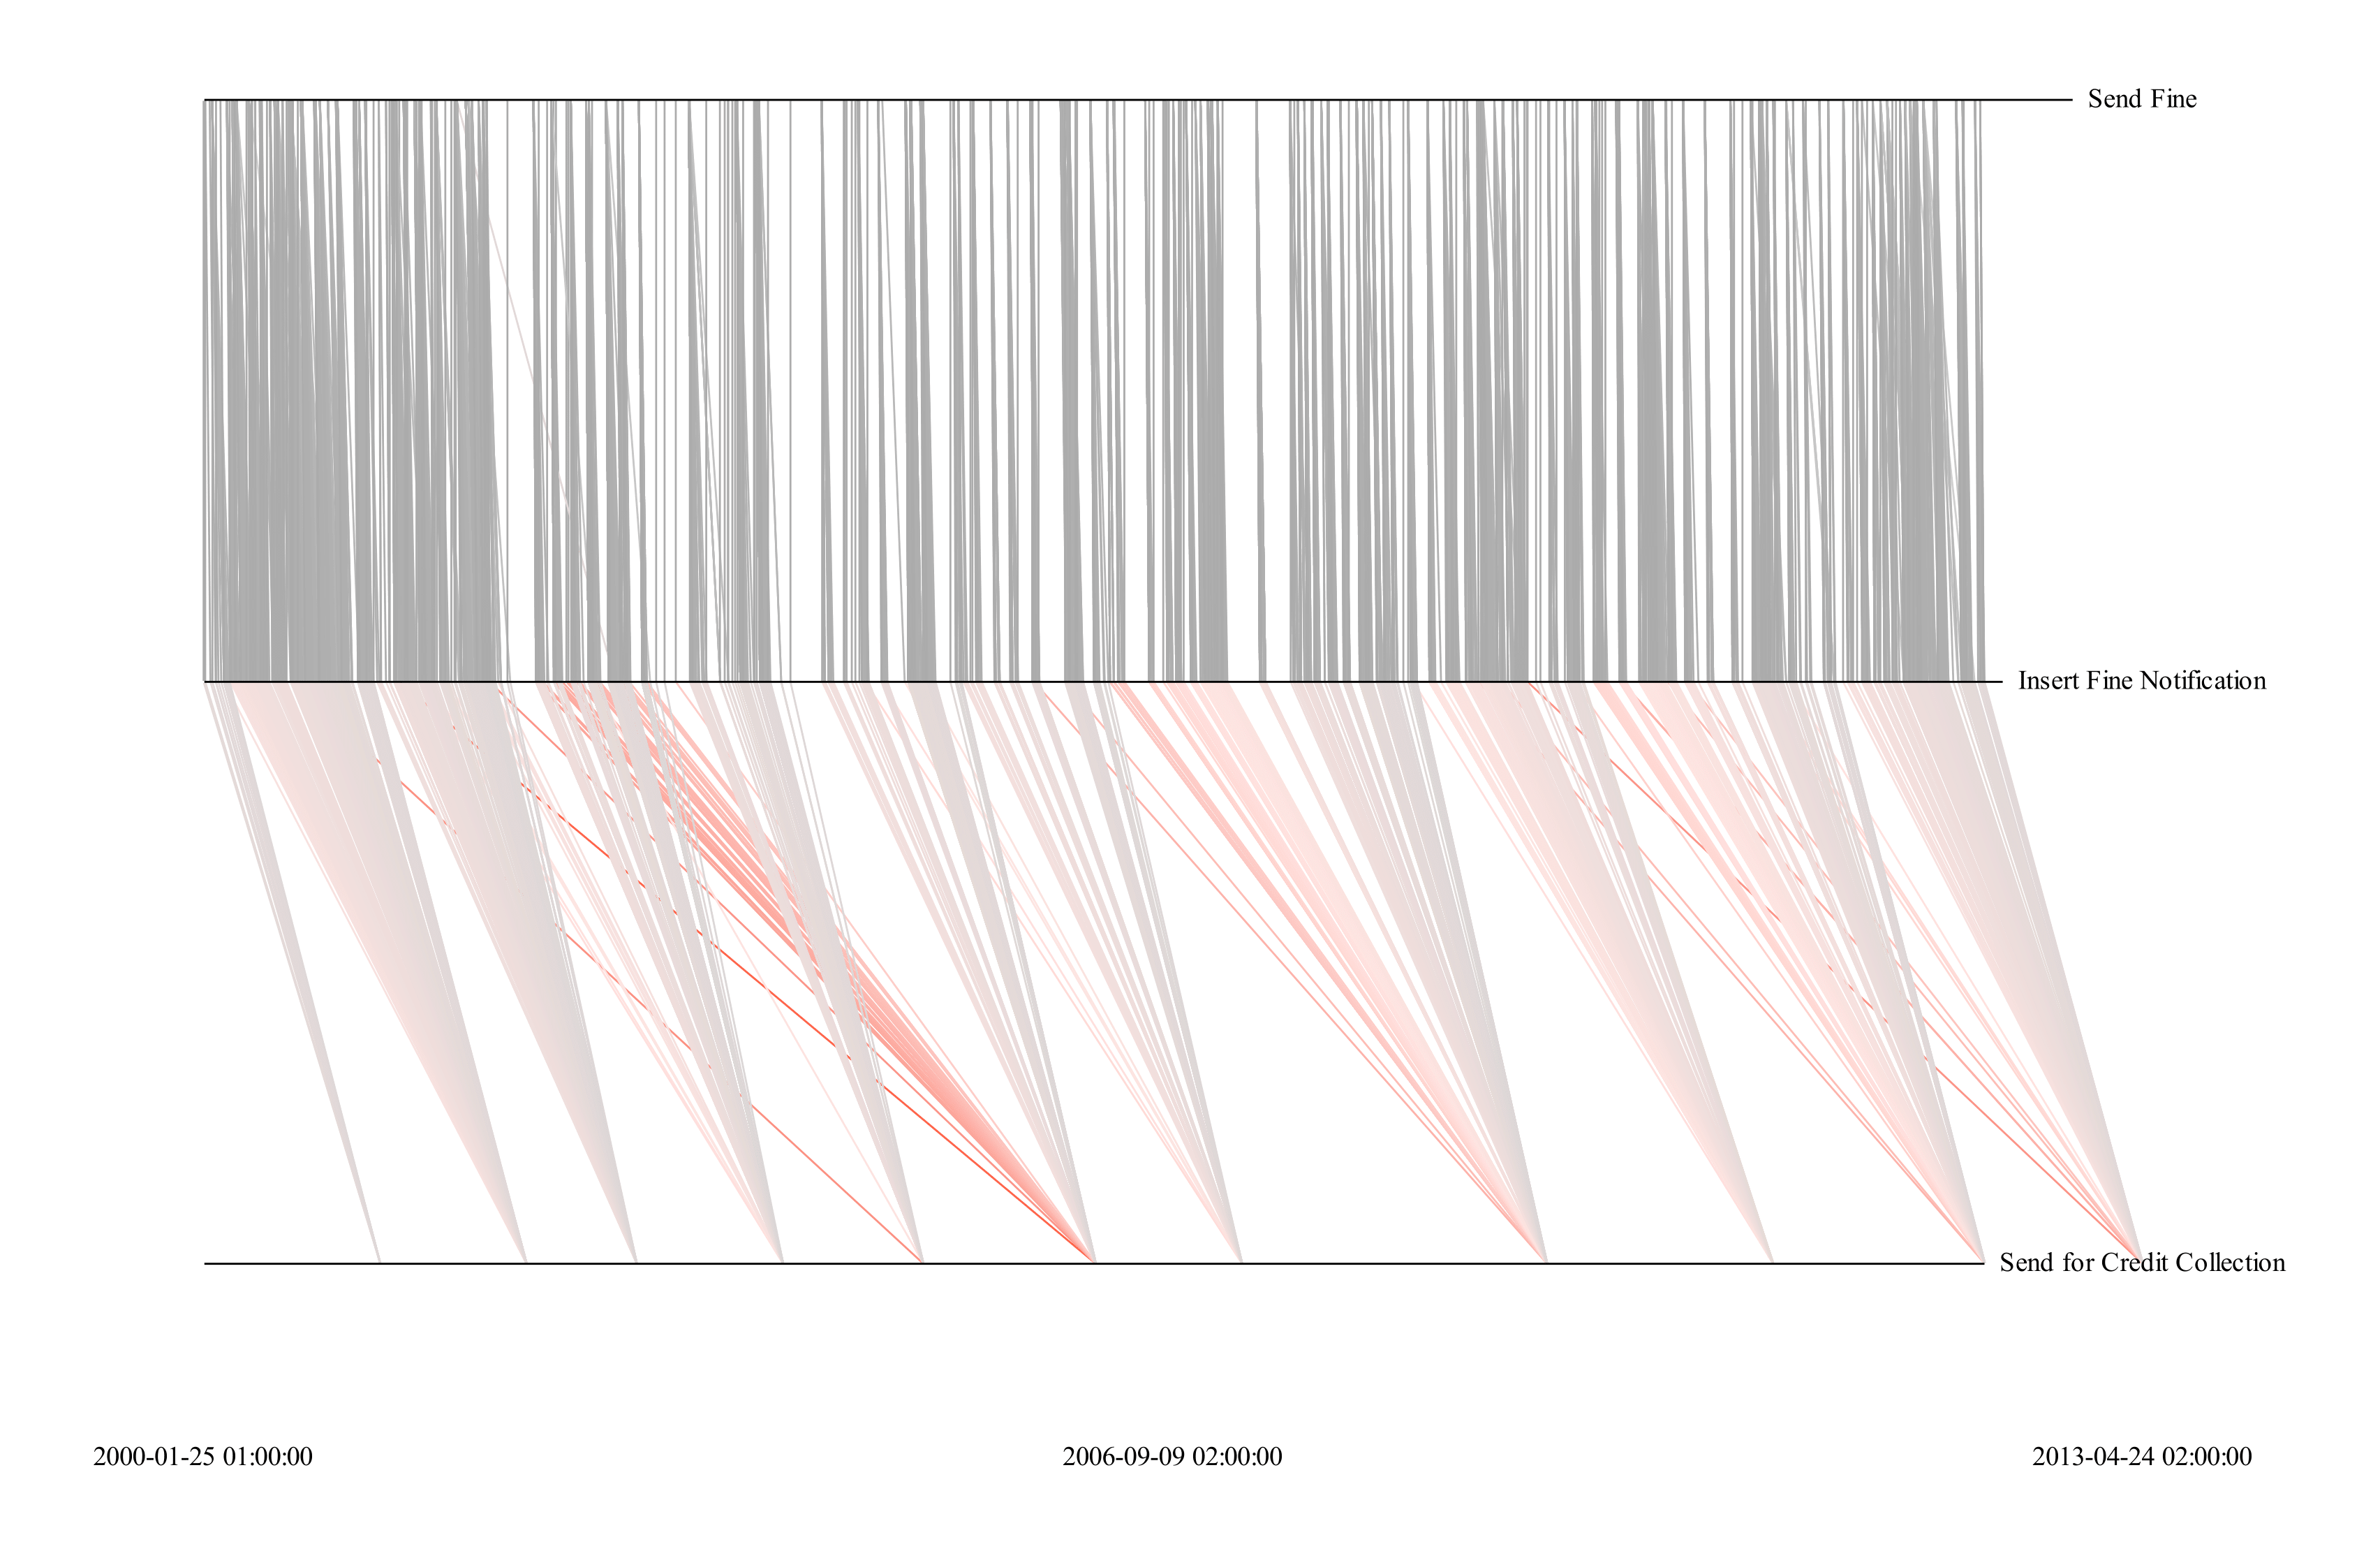 Send Fine
Insert Fine Notification
Send for Credit Collection
2000-01-25 01:00:00
2006-09-09 02:00:00
2013-04-24 02:00:00